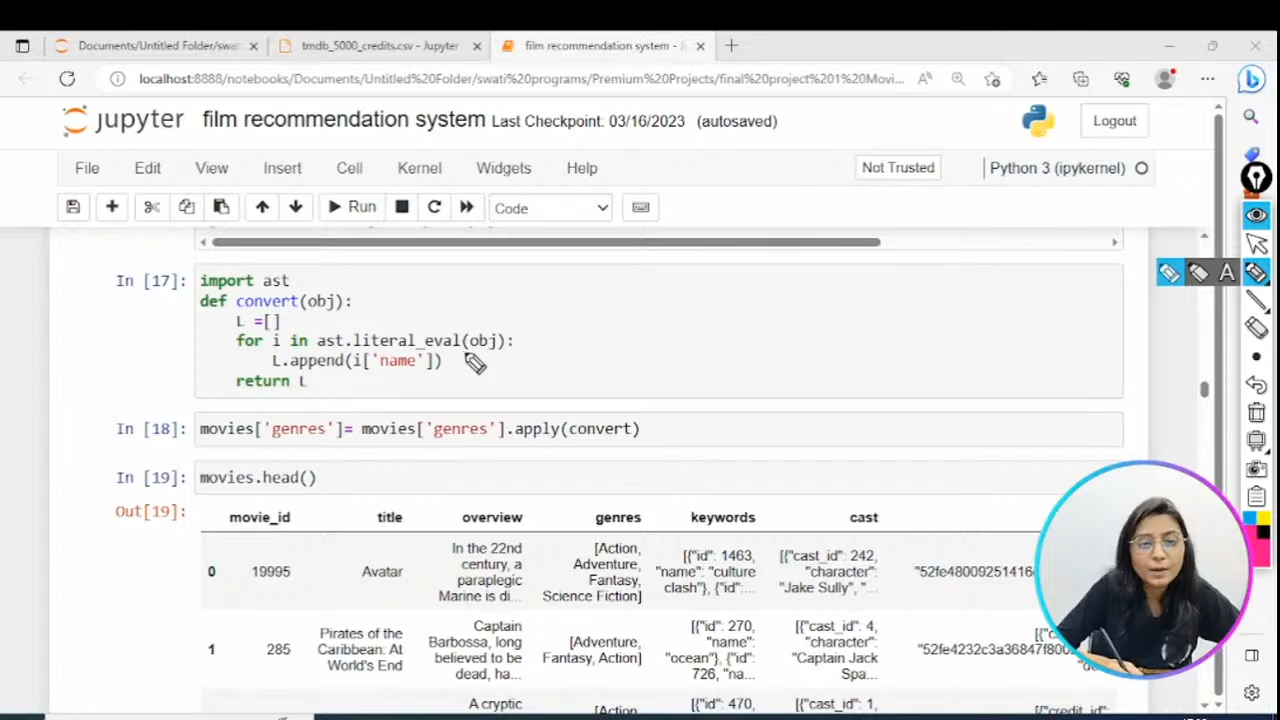 Documents/Untitled Folder/swat
tmdb_5000_credits.csv - Jupyter
film recommendation system - J
localhost:8888/notebooks/Documents/Untitled%20Folder/swati%20programs/Premium%20Projects/final%20project%201%20Movi...
jupyter film recommendation system Last Checkpoint: 03/16/2023 (autosaved)
Logout
File Edit View Insert Cell Kernel Widgets Help
Not Trusted
Python 3 (ipykernel)
Run
Code
In [17]: import ast
def convert(obj):
L =[]
for i in ast.literal_eval(obj):
L.append(i['name'])
return L
In [18]: movies['genres']= movies['genres'].apply(convert)
In [19]: movies.head()
Out[19]:
movie_id title overview genres keywords cast
0 19995 Avatar
In the 22nd
century, a
paraplegic
Marine is di...
[Action,
Adventure,
Fantasy,
Science Fiction]
[{"id": 1463,
"name": "culture
clash"}, {"id":...
[{"cast_id": 242,
"character":
"Jake Sully", "...
"52fe48009251416
1 285
Pirates of the
Caribbean: At
World's End
Captain
Barbossa, long
believed to be
dead, ha...
[Adventure,
Fantasy, Action]
[{"id": 270,
"name":
"ocean"}, {"id":
726, "na...
[{"cast_id": 4,
"character":
"Captain Jack
Spa...
"52fe4232c3a36847f800
A cryptic
[Action
[{"id": 470,
[{"cast_id": 1,
[{"credit_id":
A